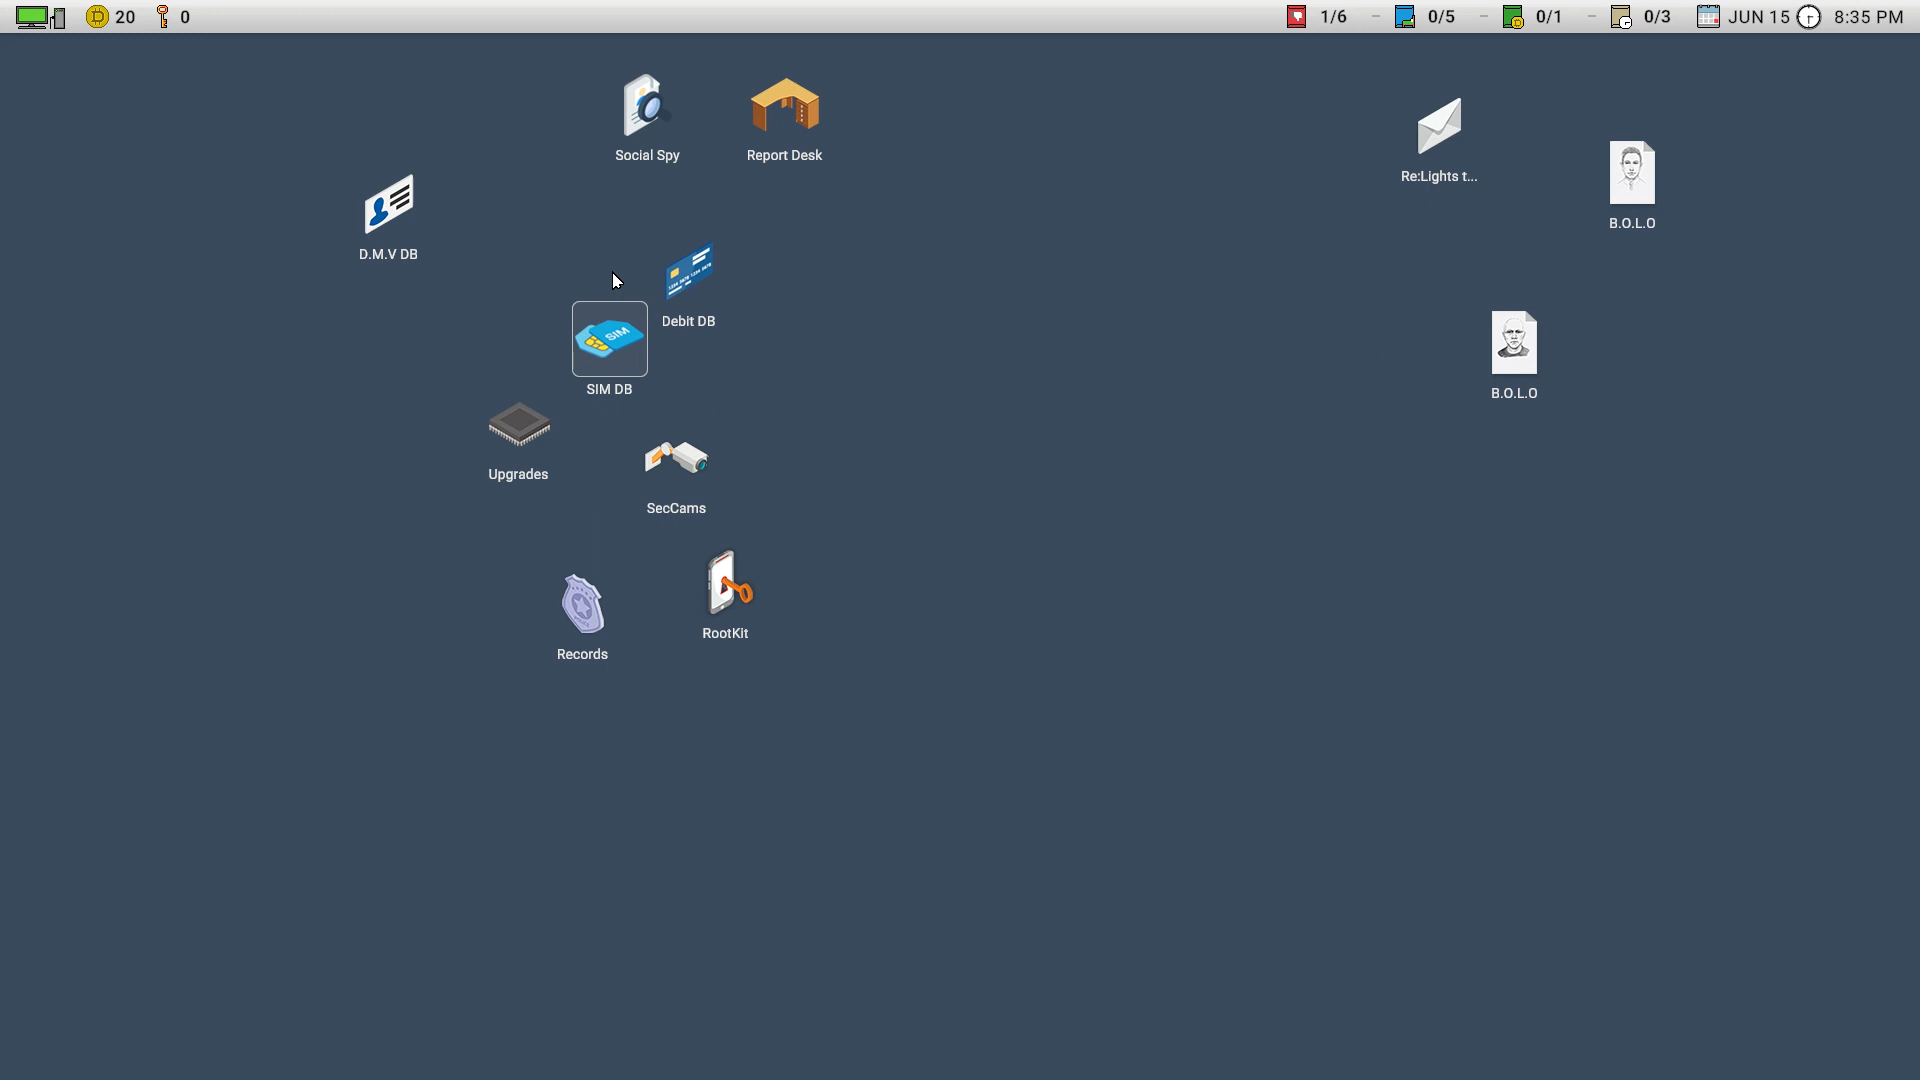 20
0
1/6
0/5
0/1
0/3
JUN 15
8:35 PM
Social Spy
Report Desk
Re:Lights t...
B.O.L.O
D.M.V DB
Debit DB
SIM
SIM DB
B.O.L.O
Upgrades
SecCams
RootKit
Records